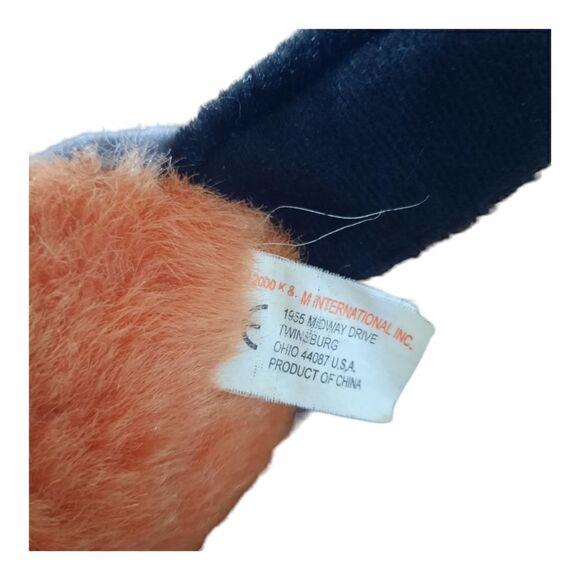 2000 K & M INTERNATIONAL INC.
1955 MIDWAY DRIVE
TWINSBURG
OHIO 44087 U.S.A.
PRODUCT OF CHINA